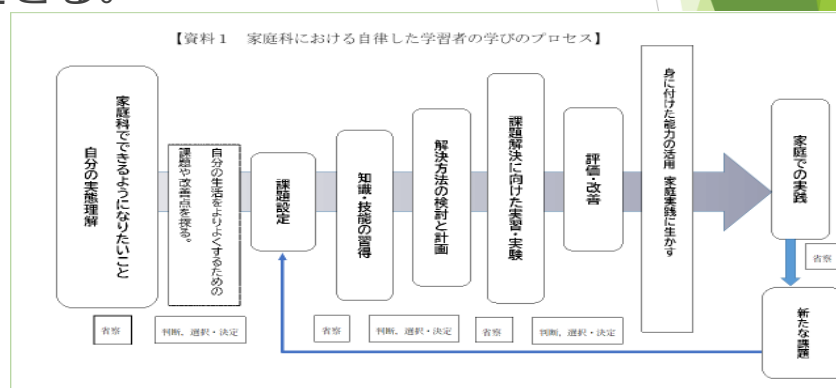 【資料１　家庭科における自律した学習者の学びのプロセス】
家庭科でできるようになりたいこと
自分の実態理解
自分の生活をよりよくするための
課題や改善点を探る。
課題設定
知識・技能の習得
解決方法の検討と計画
課題解決に向けた実習・実験
評価・改善
身に付けた能力の活用　家庭実践に生かす
家庭での実践
省察
新たな課題
省察
判断，選択・決定
省察
判断，選択・決定
省察
判断，選択・決定